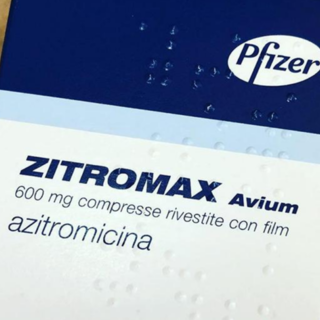 Pfizer
ZITROMAX Avium
600 mg compresse rivestite con film
azitromicina